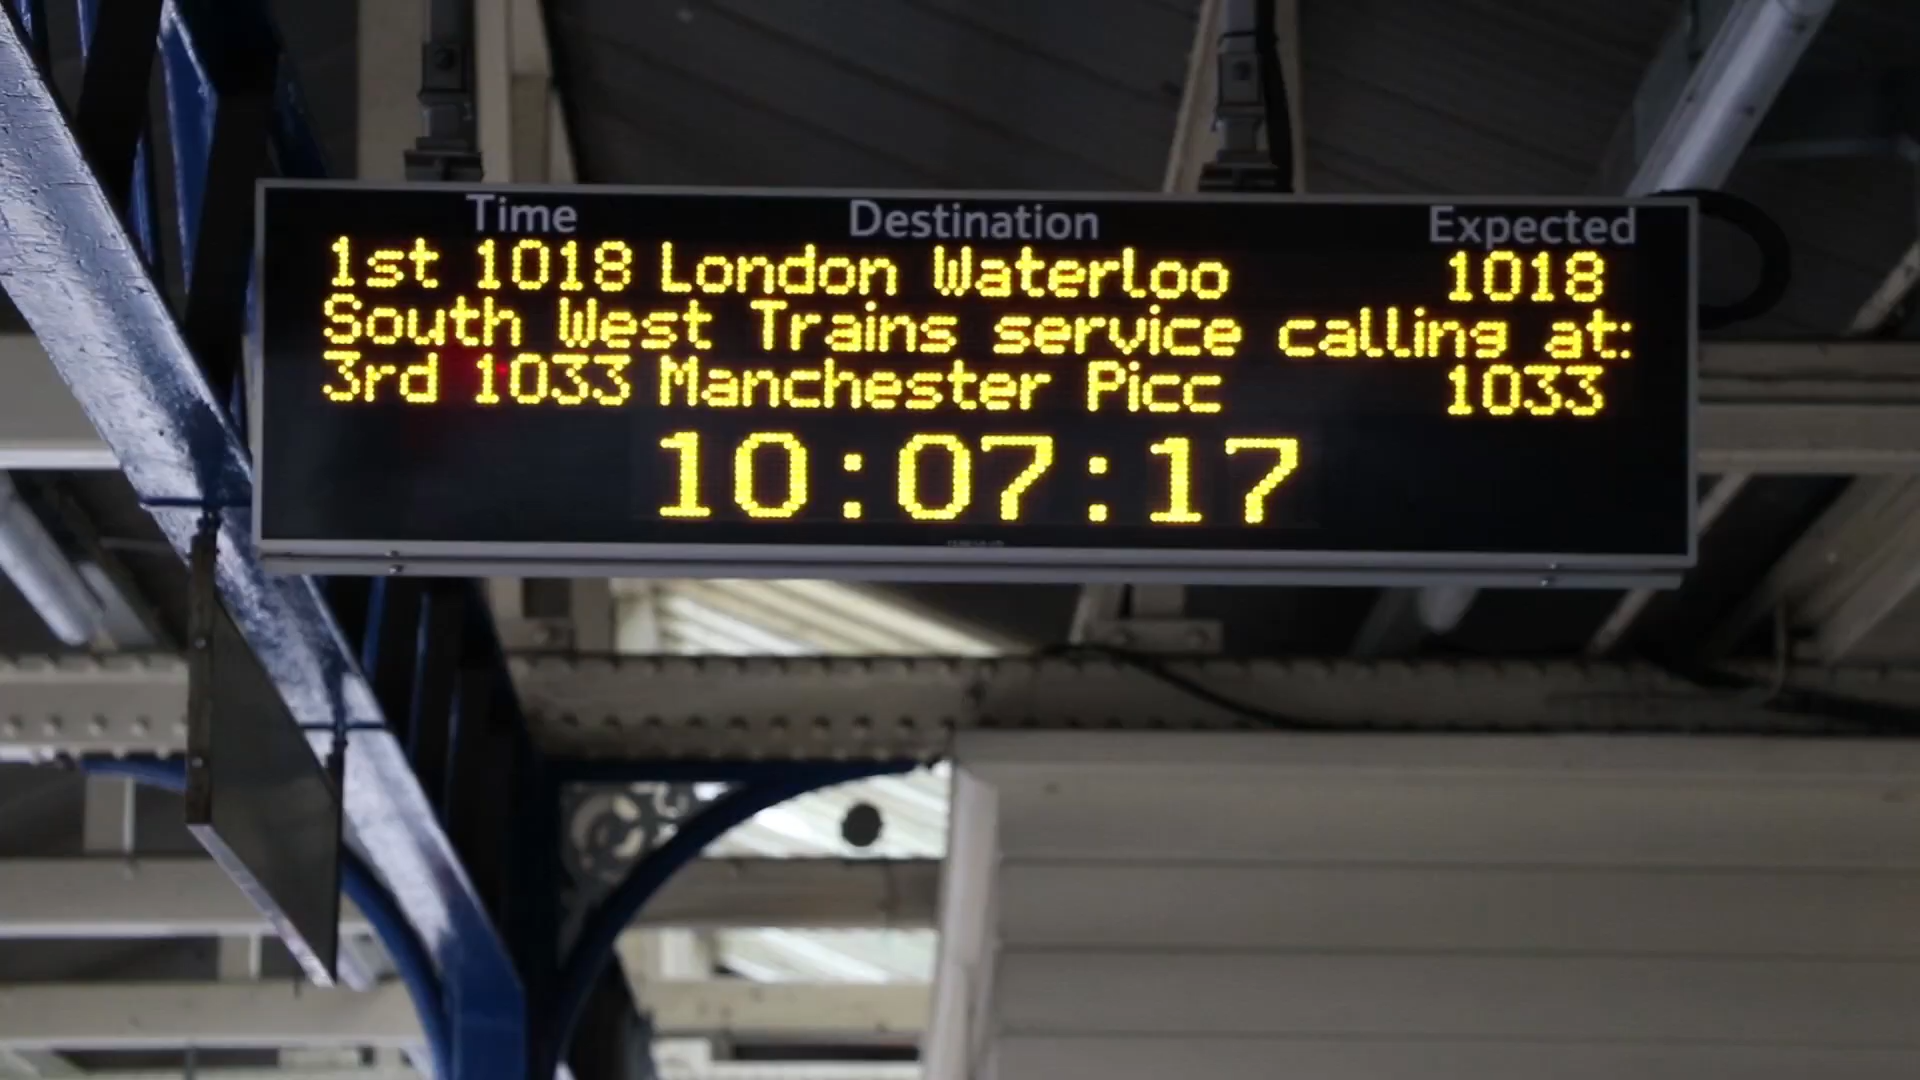 Time Destination Expected
1st 1018 London Waterloo 1018
South West Trains service calling at:
3rd 1033 Manchester Picc 1033
10:07:17